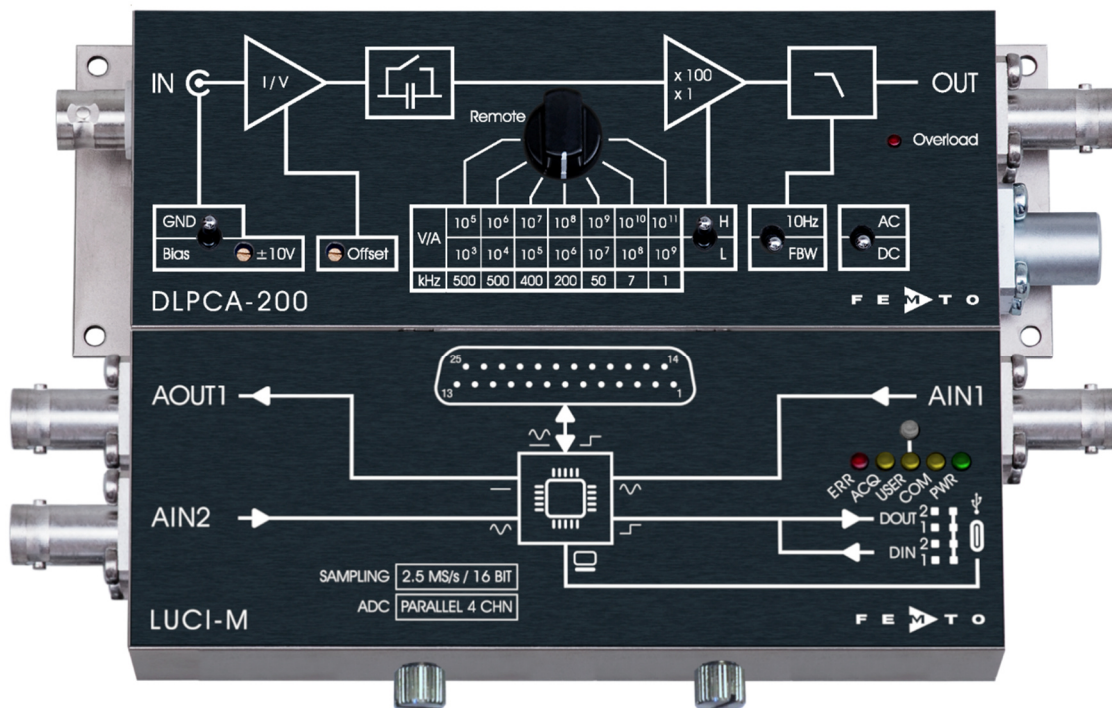 IN
I/V
x 100
x 1
OUT
Remote
Overload
GND
Bias
±10V
Offset
V/A
10⁵ 10⁶ 10⁷ 10⁸ 10⁹ 10¹⁰ 10¹¹
10³ 10⁴ 10⁵ 10⁶ 10⁷ 10⁸ 10⁹
kHz 500 500 400 200 50 7 1
H
L
10Hz
FBW
AC
DC
DLPCA-200
FEMTO
25 14
13 1
AOUT1
AIN1
AIN2
ERR
ACQ
USER
COM
PWR
DOUT 2
1
DIN 2
1
SAMPLING 2.5 MS/s / 16 BIT
ADC PARALLEL 4 CHN
LUCI-M
FEMTO